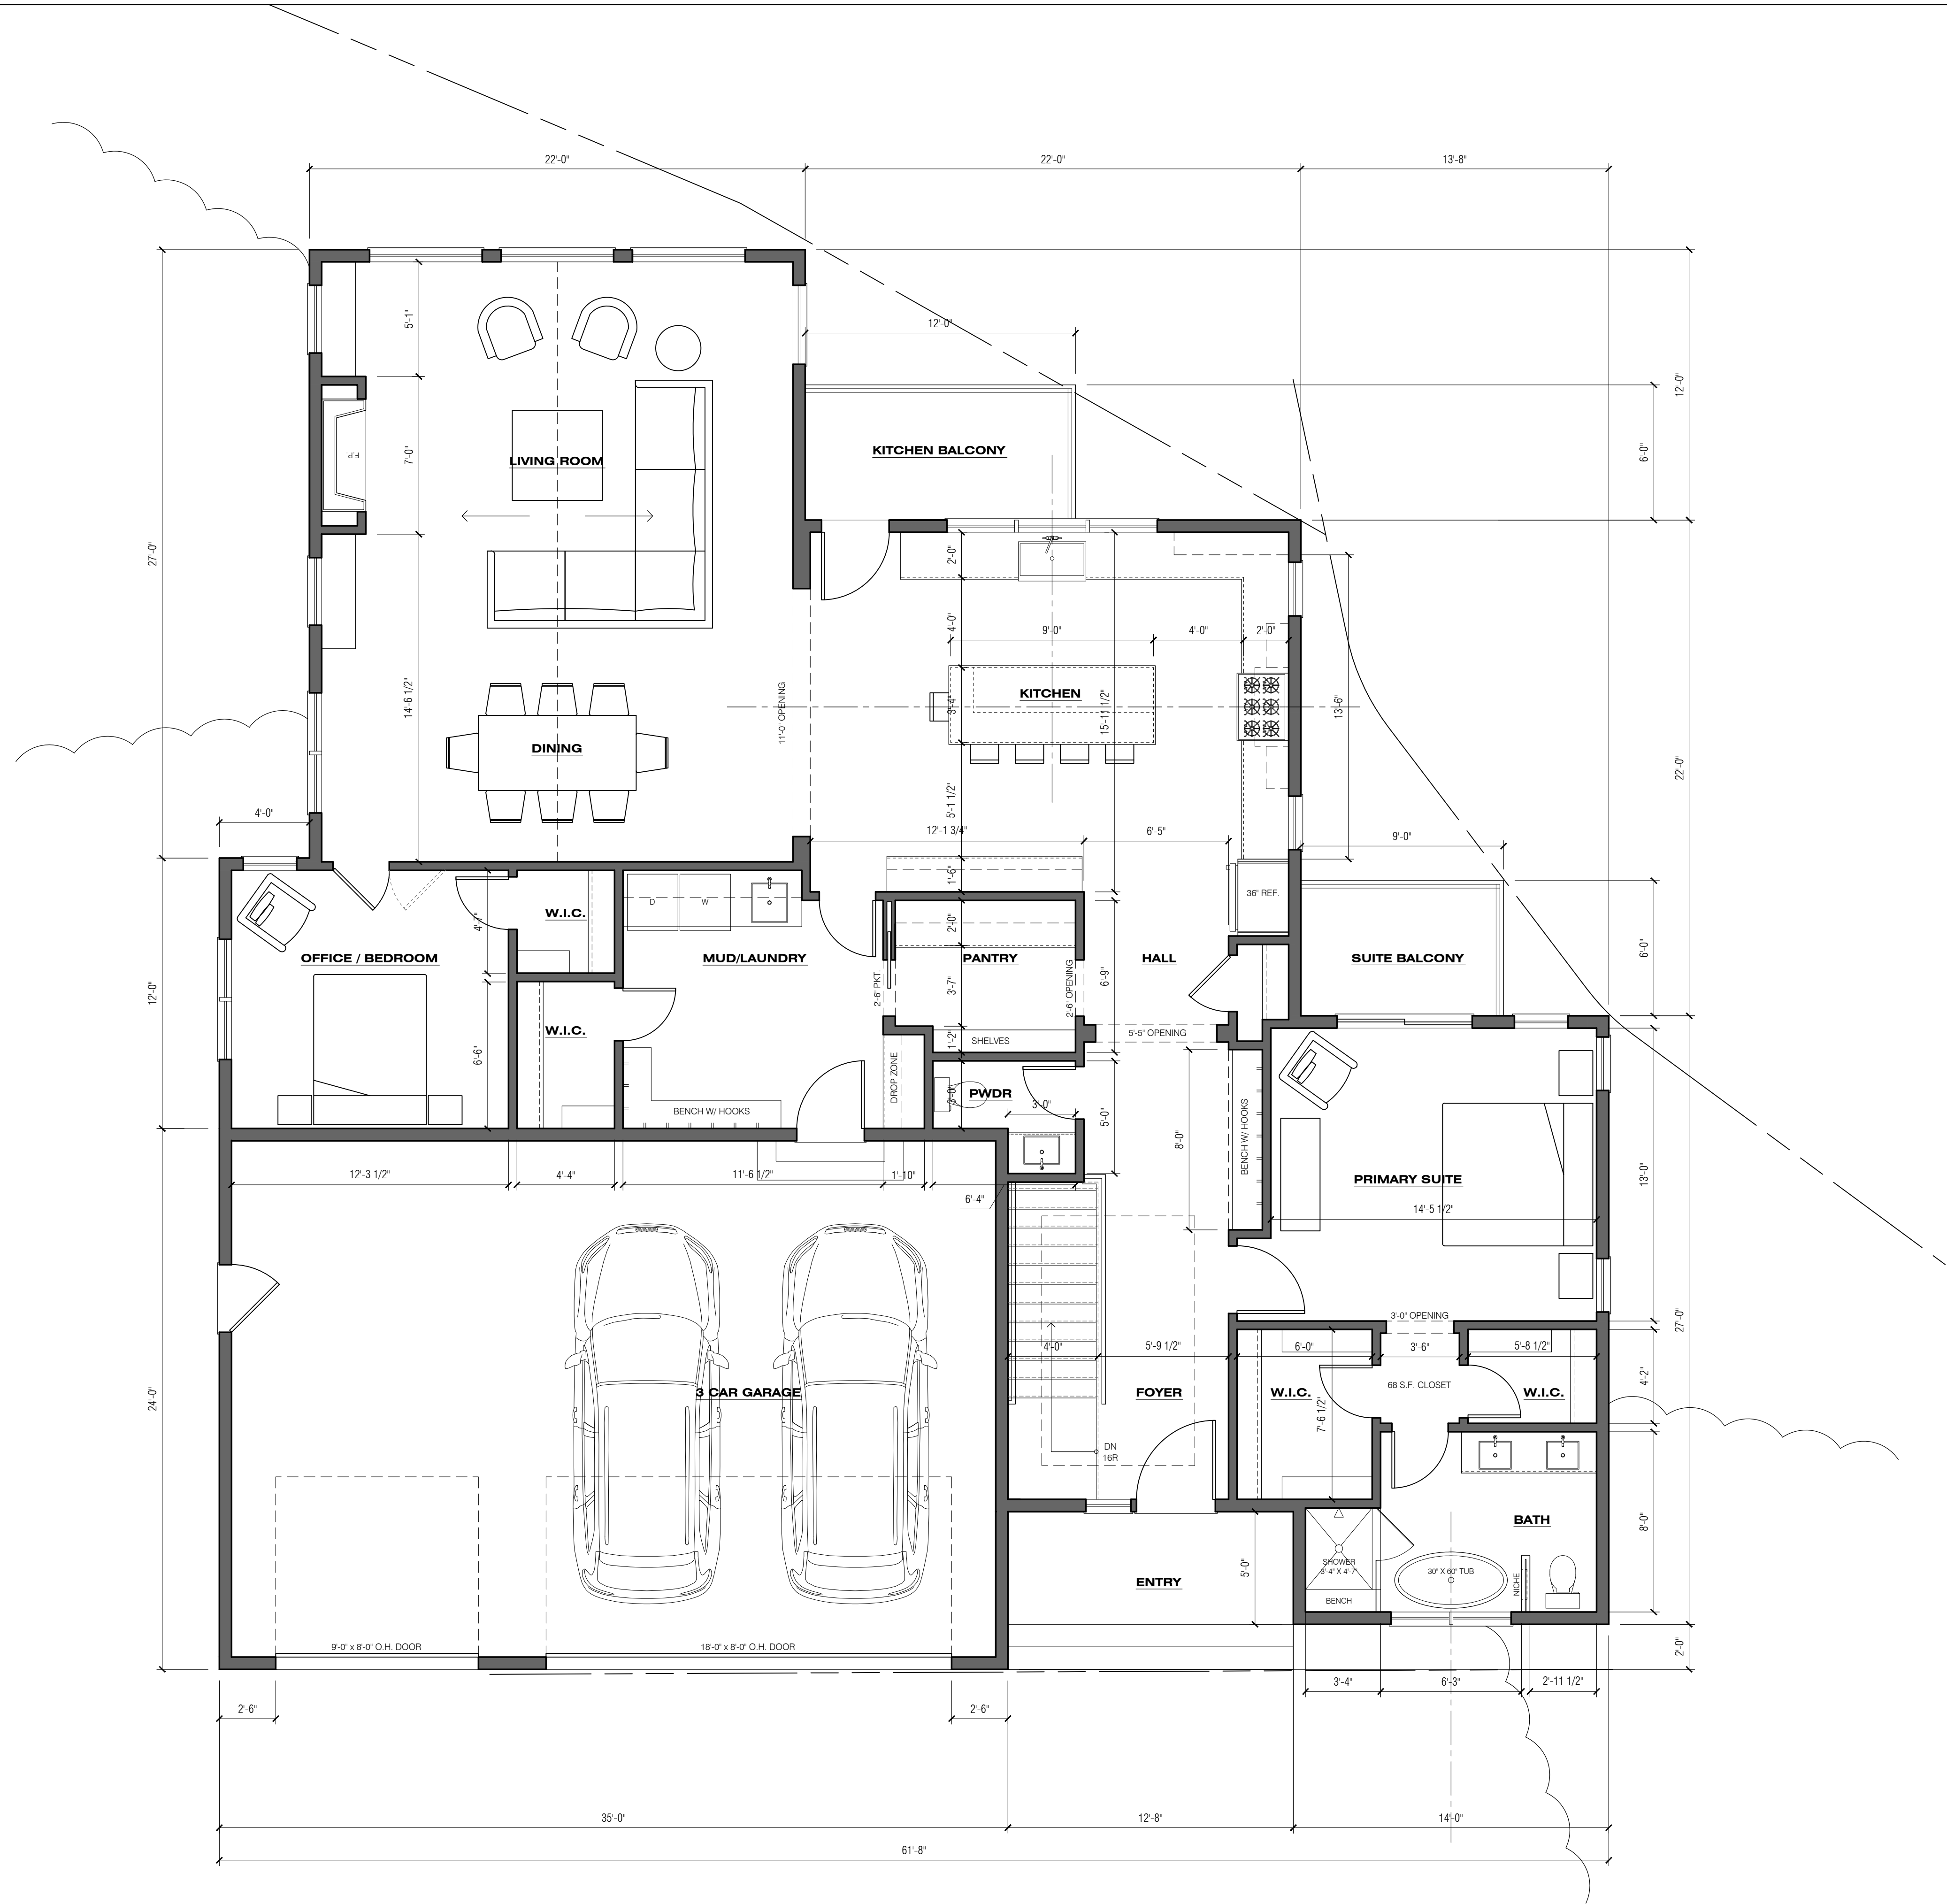 22'-0"
22'-0"
13'-8"
5'-1"
12'-0"
12'-0"
6'-0"
KITCHEN BALCONY
F.P.
7'-0"
LIVING ROOM
27'-0"
2'-0"
4'-0"
9'-0"
4'-0"
2'-0"
14'-6 1/2"
11'-0" OPENING
KITCHEN
3'-4"
15'-11 1/2"
13'-6"
DINING
22'-0"
4'-0"
5'-1 1/2"
12'-1 3/4"
6'-5"
9'-0"
1'-6"
36" REF.
D
W
W.I.C.
4'-7"
2'-0"
OFFICE / BEDROOM
MUD/LAUNDRY
PANTRY
HALL
SUITE BALCONY
6'-0"
12'-0"
2'-6" PKT.
3'-7"
2'-6" OPENING
6'-9"
W.I.C.
5'-5" OPENING
1'-2"
SHELVES
6'-6"
DROP ZONE
PWDR
3'-0"
3'-0"
BENCH W/ HOOKS
5'-0"
8'-0"
BENCH W/ HOOKS
12'-3 1/2"
4'-4"
11'-6 1/2"
1'-10"
6'-4"
PRIMARY SUITE
14'-5 1/2"
13'-0"
3'-0" OPENING
27'-0"
4'-0"
5'-9 1/2"
6'-0"
3'-6"
5'-8 1/2"
4'-2"
24'-0"
3 CAR GARAGE
FOYER
W.I.C.
68 S.F. CLOSET
W.I.C.
7'-6 1/2"
DN
16R
BATH
8'-0"
SHOWER
3'-4" X 4'-7"
30" X 60" TUB
NICHE
ENTRY
5'-0"
BENCH
9'-0" x 8'-0" O.H. DOOR
18'-0" x 8'-0" O.H. DOOR
2'-0"
3'-4"
6'-3"
2'-11 1/2"
2'-6"
2'-6"
35'-0"
12'-8"
14'-0"
61'-8"